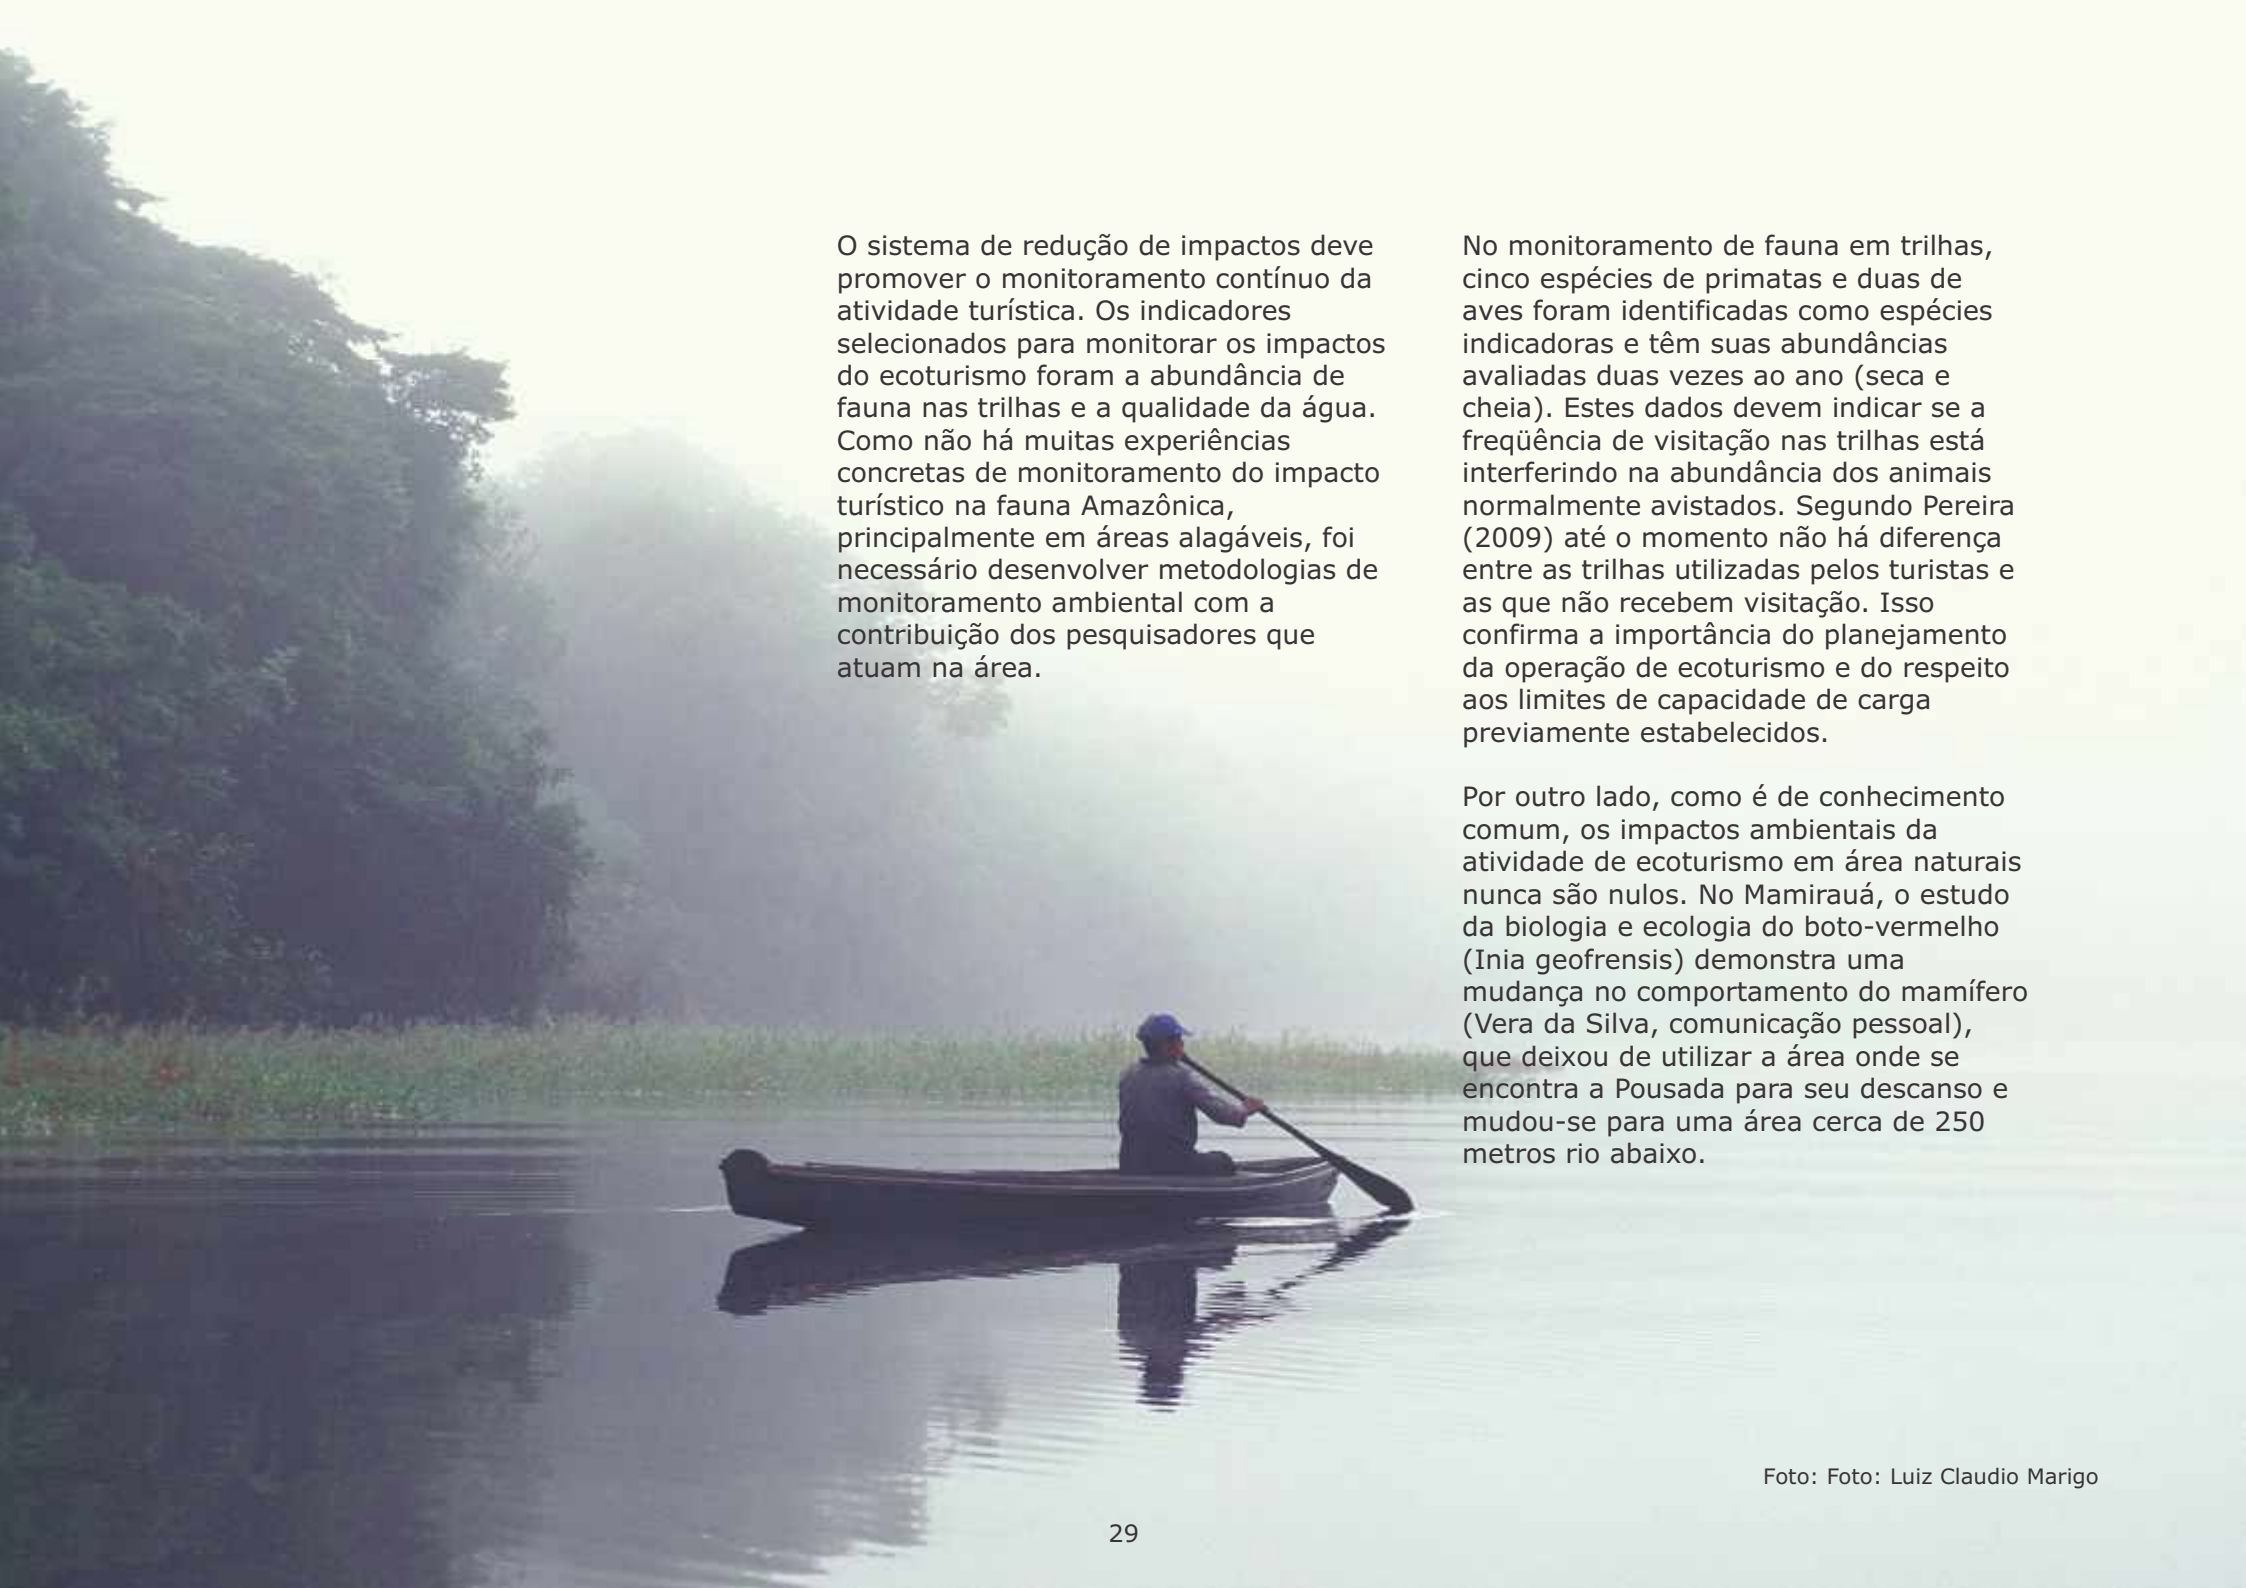 O sistema de redução de impactos deve
promover o monitoramento contínuo da
atividade turística. Os indicadores
selecionados para monitorar os impactos
do ecoturismo foram a abundância de
fauna nas trilhas e a qualidade da água.
Como não há muitas experiências
concretas de monitoramento do impacto
turístico na fauna Amazônica,
principalmente em áreas alagáveis, foi
necessário desenvolver metodologias de
monitoramento ambiental com a
contribuição dos pesquisadores que
atuam na área.
No monitoramento de fauna em trilhas,
cinco espécies de primatas e duas de
aves foram identificadas como espécies
indicadoras e têm suas abundâncias
avaliadas duas vezes ao ano (seca e
cheia). Estes dados devem indicar se a
freqüência de visitação nas trilhas está
interferindo na abundância dos animais
normalmente avistados. Segundo Pereira
(2009) até o momento não há diferença
entre as trilhas utilizadas pelos turistas e
as que não recebem visitação. Isso
confirma a importância do planejamento
da operação de ecoturismo e do respeito
aos limites de capacidade de carga
previamente estabelecidos.
Por outro lado, como é de conhecimento
comum, os impactos ambientais da
atividade de ecoturismo em área naturais
nunca são nulos. No Mamirauá, o estudo
da biologia e ecologia do boto-vermelho
(Inia geofrensis) demonstra uma
mudança no comportamento do mamífero
(Vera da Silva, comunicação pessoal),
que deixou de utilizar a área onde se
encontra a Pousada para seu descanso e
mudou-se para uma área cerca de 250
metros rio abaixo.
Foto: Foto: Luiz Claudio Marigo
29